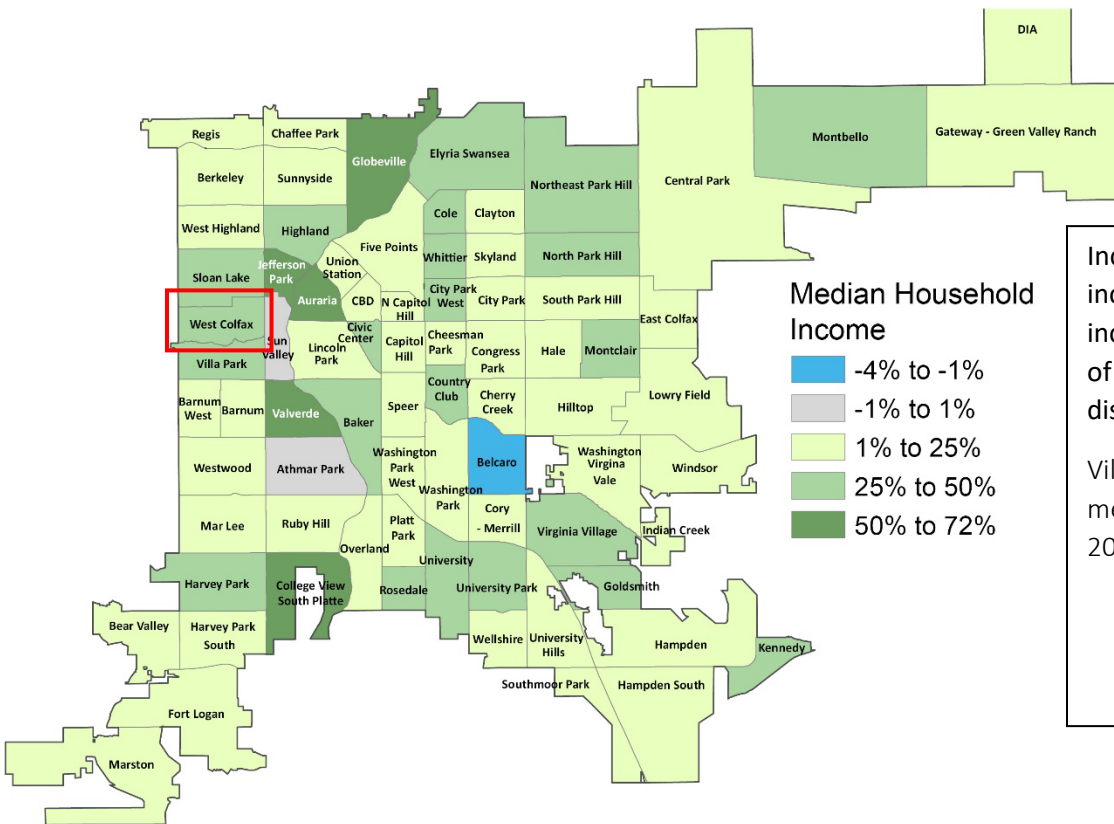 DIA
Montbello
Gateway - Green Valley Ranch
Regis
Chaffee Park
Globeville
Elyria Swansea
Northeast Park Hill
Central Park
Berkeley
Sunnyside
Cole
Clayton
West Highland
Highland
Five Points
Union
Station
Whittier
Skyland
North Park Hill
Sloan Lake
Jefferson
Park
Auraria
CBD
N Capitol
Hill
City Park
West
City Park
South Park Hill
East Colfax
West Colfax
Sun
Valley
Lincoln
Park
Civic
Center
Capitol
Hill
Cheesman
Park
Congress
Park
Hale
Montclair
Villa Park
Country
Club
Cherry
Creek
Hilltop
Lowry Field
Barnum
West
Barnum
Valverde
Baker
Speer
Westwood
Athmar Park
Washington
Park
West
Washington
Park
Belcaro
Washington
Virgina
Vale
Windsor
Mar Lee
Ruby Hill
Overland
Platt
Park
Cory
- Merrill
Virginia Village
Indian Creek
University
Harvey Park
College View
South Platte
Rosedale
University Park
Goldsmith
Bear Valley
Harvey Park
South
Wellshire
University
Hills
Hampden
Kennedy
Southmoor Park
Hampden South
Fort Logan
Marston
Median Household
Income
-4% to -1%
-1% to 1%
1% to 25%
25% to 50%
50% to 72%
of